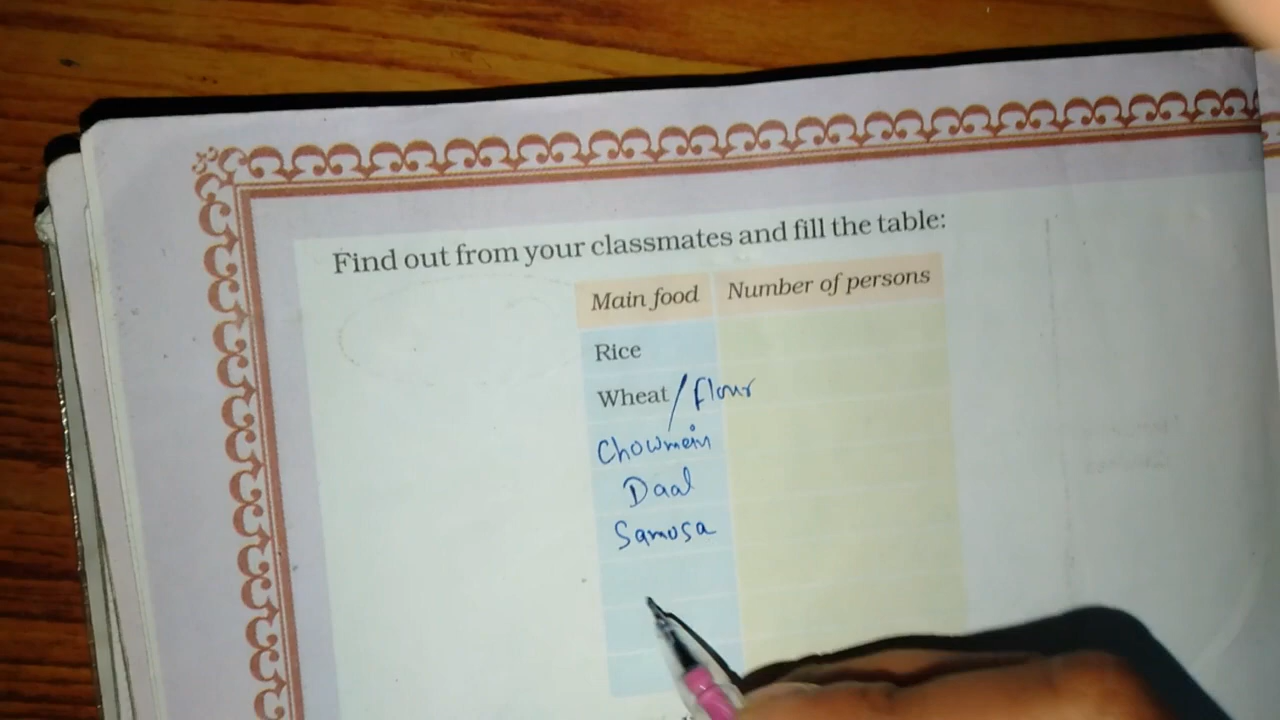 Find out from your classmates and fill the table:
Main food Number of persons
Rice
Wheat / flour
Chowmein
Daal
Samosa